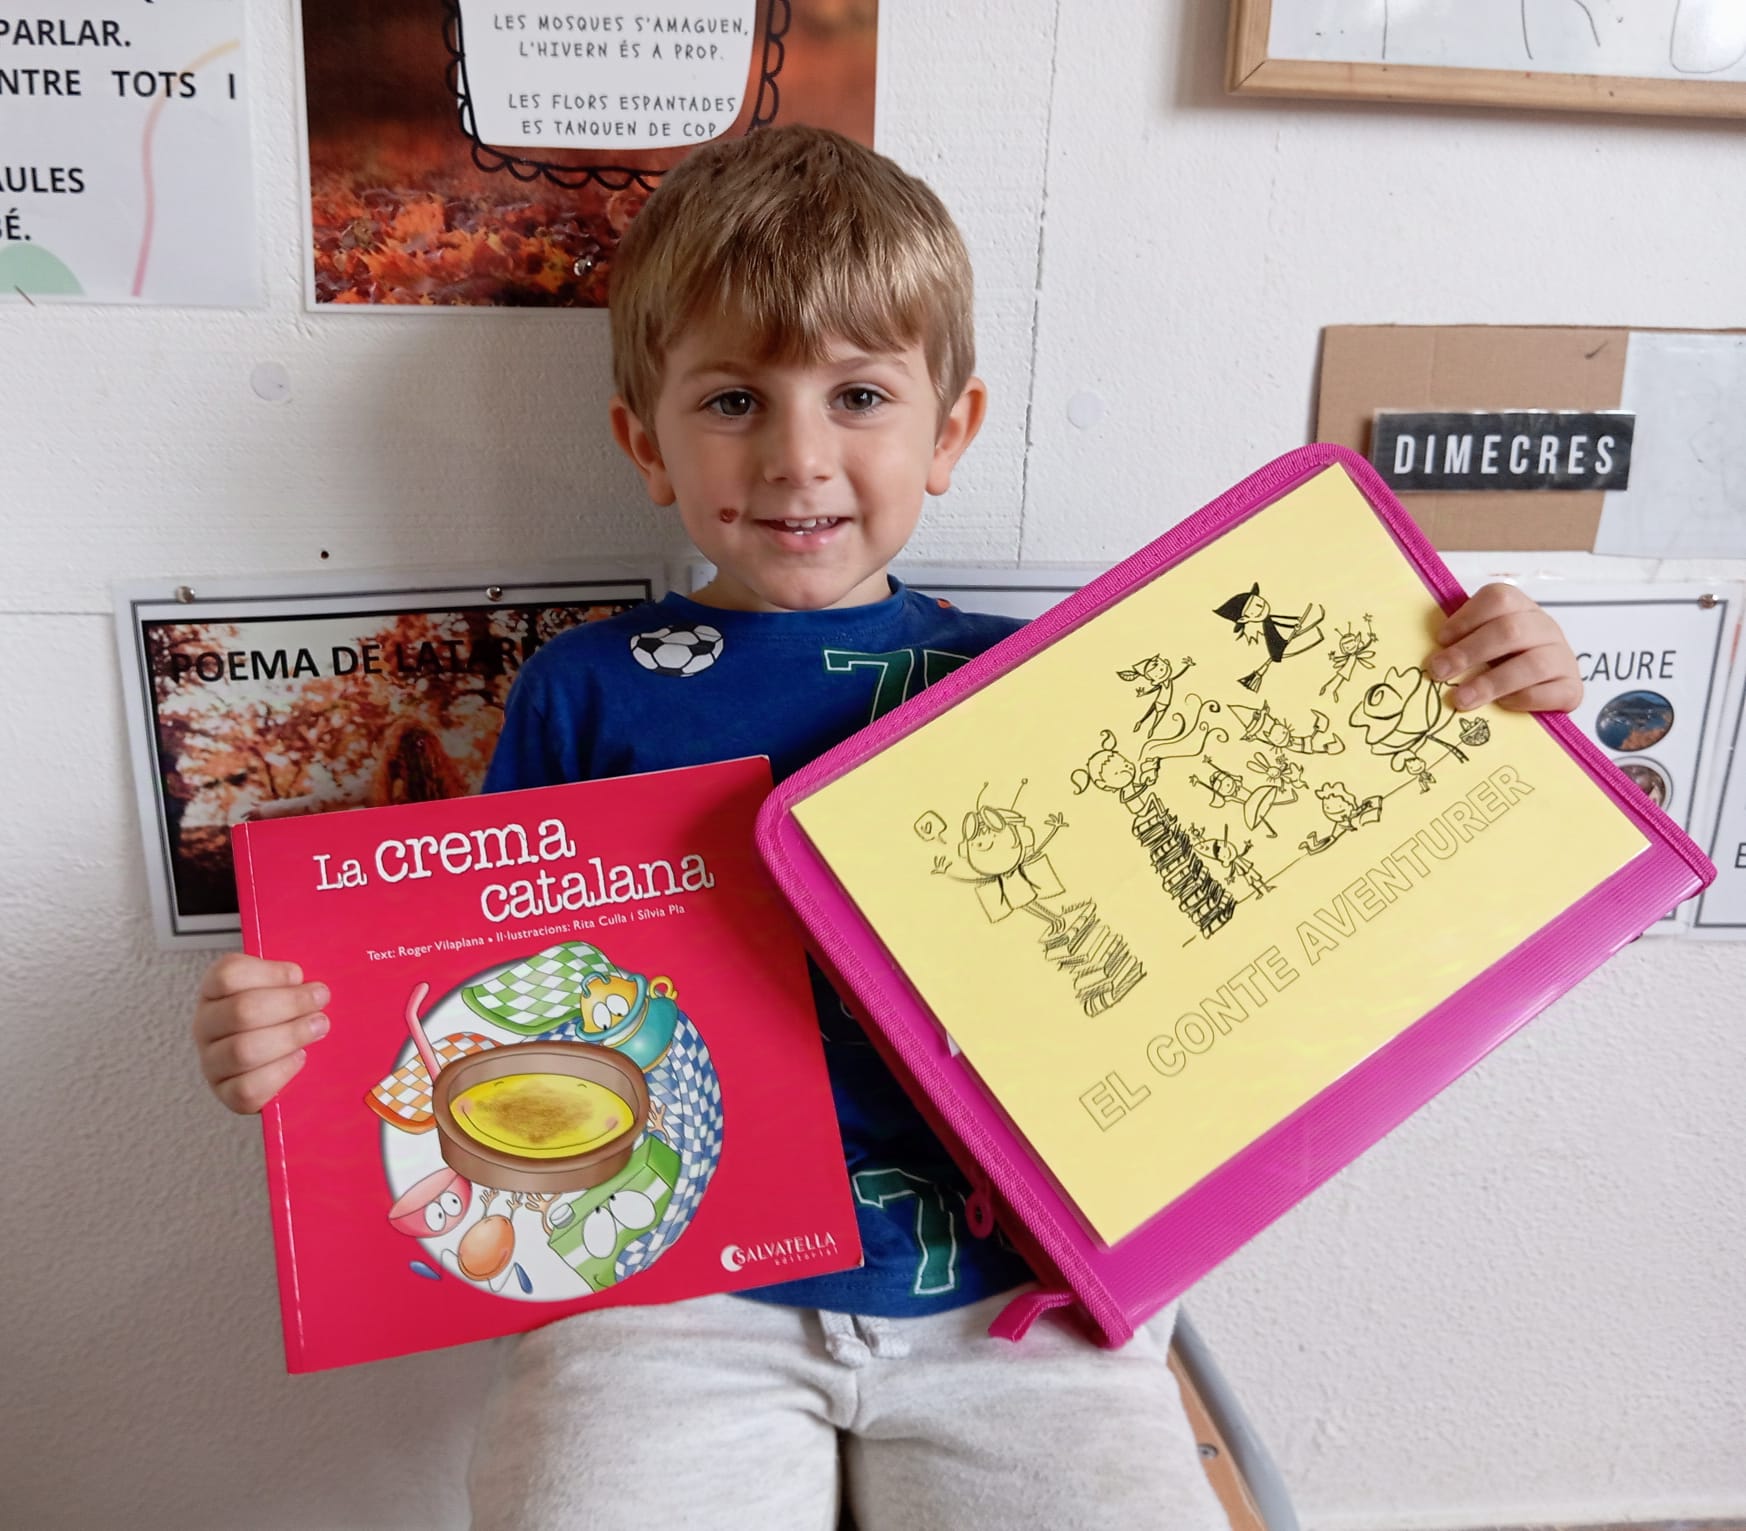 PARLAR.
NTRE TOTS I
AULES
BÉ.
LES MOSQUES S'AMAGUEN,
L'HIVERN ÉS A PROP.
LES FLORS ESPANTADES
ES TANQUEN DE COP
DIMECRES
POEMA DE LA TAR
CAURE
La crema
catalana
Text: Roger Vilaplana • Il·lustracions: Rita Culla i Sílvia Pla
SALVATELLA
editorial
EL CONTE AVENTURER